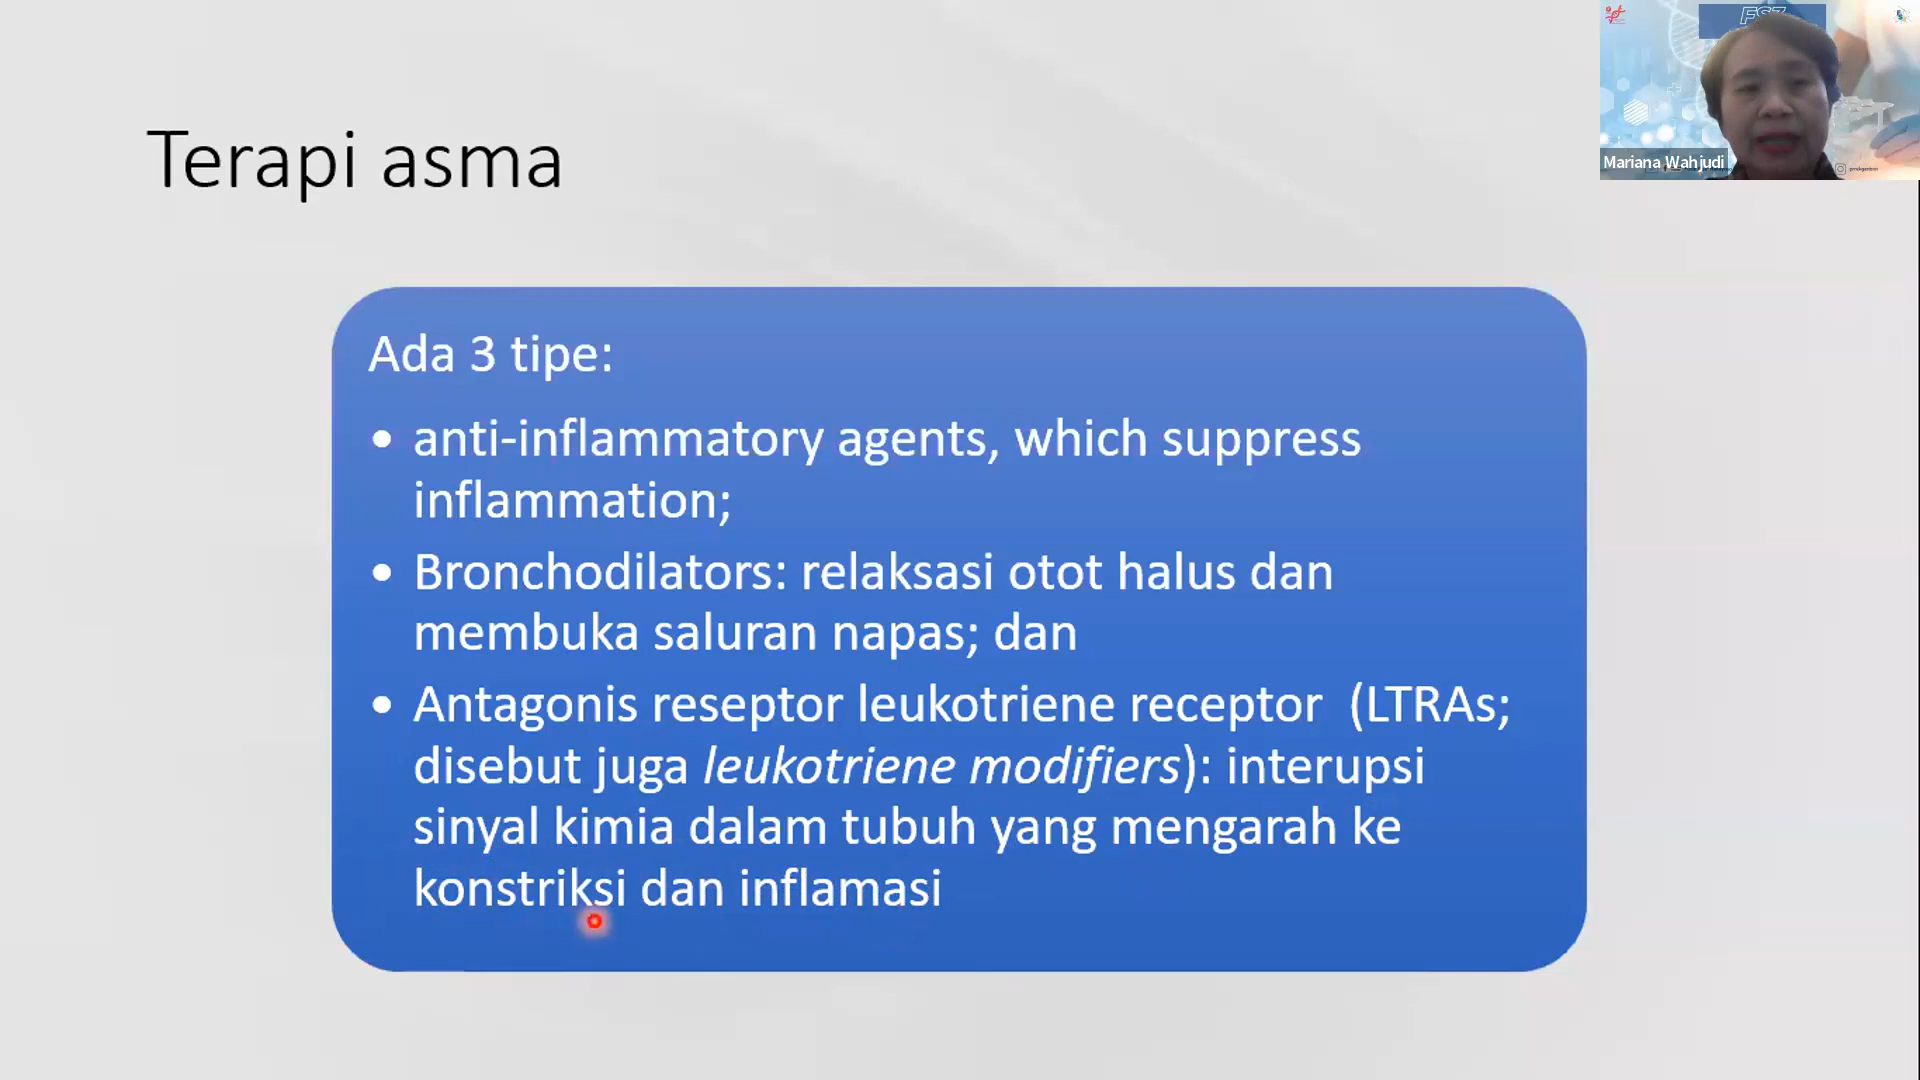 Terapi asma
Ada 3 tipe:
• anti-inflammatory agents, which suppress
inflammation;
• Bronchodilators: relaksasi otot halus dan
membuka saluran napas; dan
• Antagonis reseptor leukotriene receptor (LTRAs;
disebut juga leukotriene modifiers): interupsi
sinyal kimia dalam tubuh yang mengarah ke
konstriksi dan inflamasi
Mariana Wahjudi